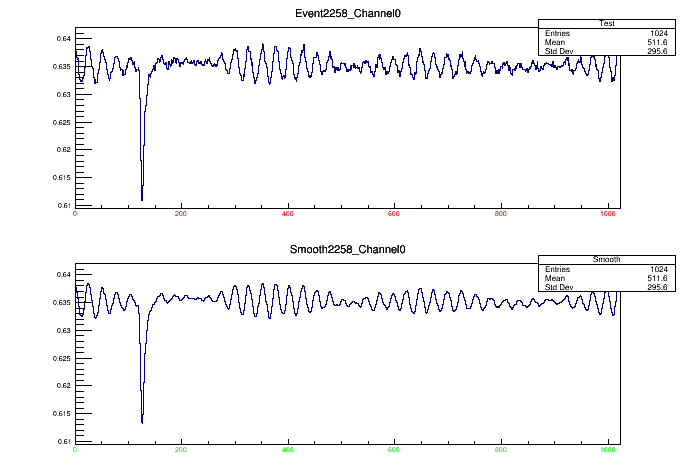 Event2258_Channel0
Test
Entries 1024
Mean 511.6
Std Dev 295.6
0.64
0.635
0.63
0.625
0.62
0.615
0.61
0 200 400 600 800 1000
Smooth2258_Channel0
Smooth
Entries 1024
Mean 511.6
Std Dev 295.6
0.64
0.635
0.63
0.625
0.62
0.615
0.61
0 200 400 600 800 1000